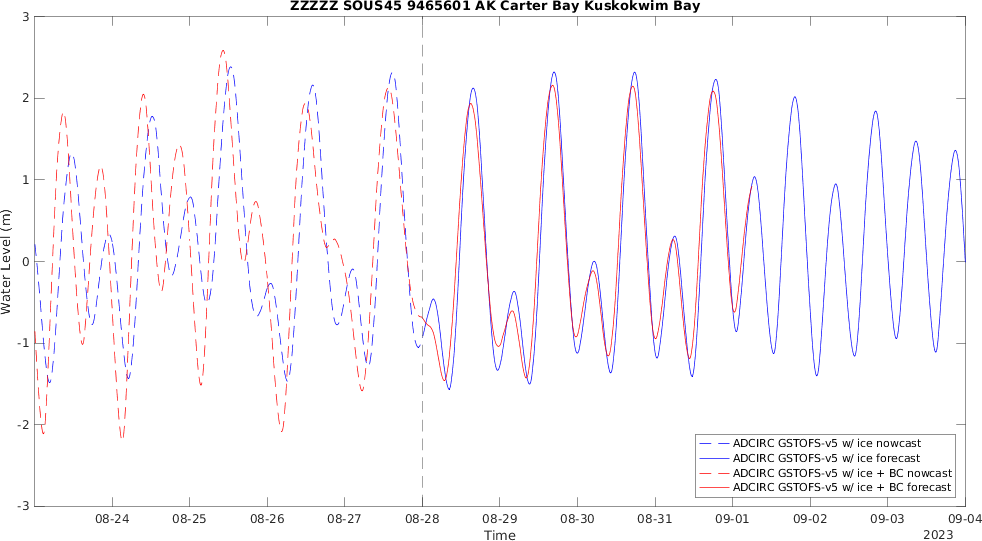 ZZZZZ SOUS45 9465601 AK Carter Bay Kuskokwim Bay
3
2
1
0
-1
-2
-3
Water Level (m)
08-24 08-25 08-26 08-27 08-28 08-29 08-30 08-31 09-01 09-02 09-03 09-04
Time
2023
ADCIRC GSTOFS-v5 w/ ice nowcast
ADCIRC GSTOFS-v5 w/ ice forecast
ADCIRC GSTOFS-v5 w/ ice + BC nowcast
ADCIRC GSTOFS-v5 w/ ice + BC forecast